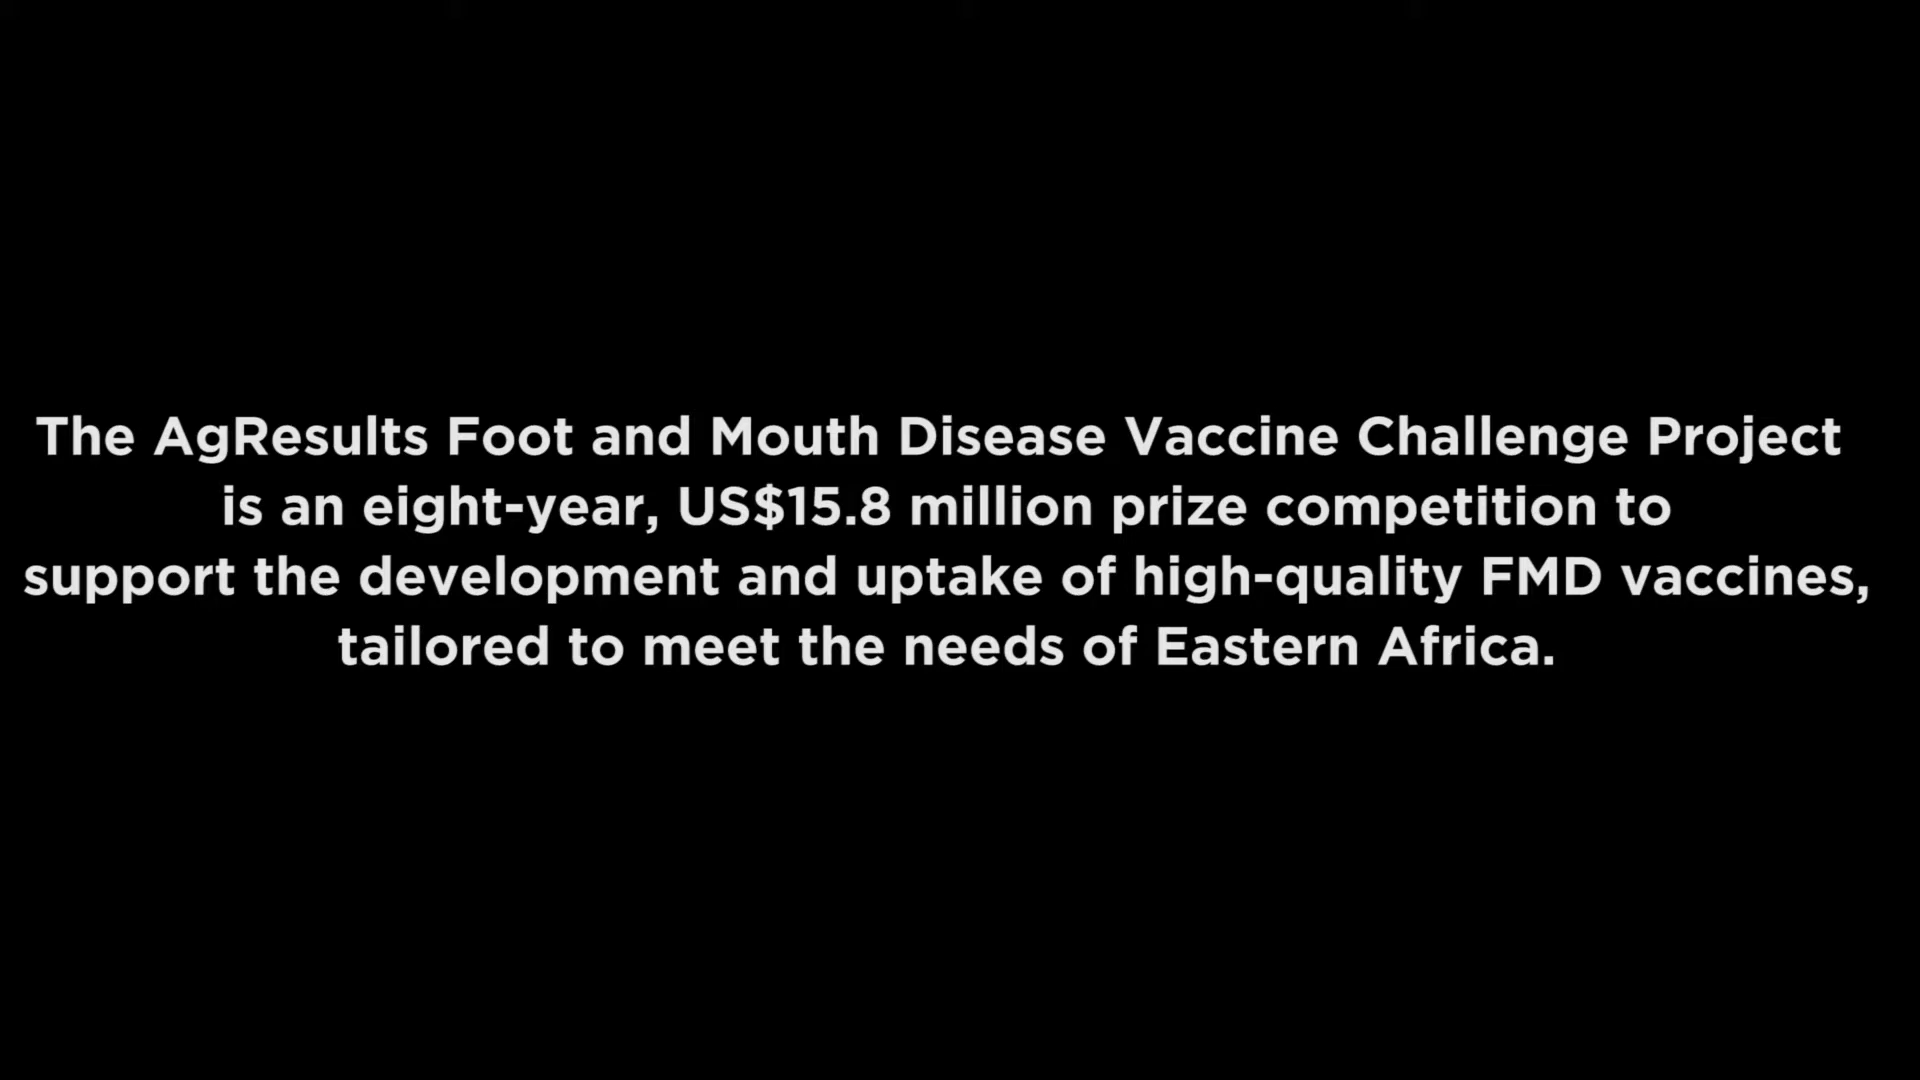 The AgResults Foot and Mouth Disease Vaccine Challenge Project
is an eight-year, US$15.8 million prize competition to
support the development and uptake of high-quality FMD vaccines,
tailored to meet the needs of Eastern Africa.